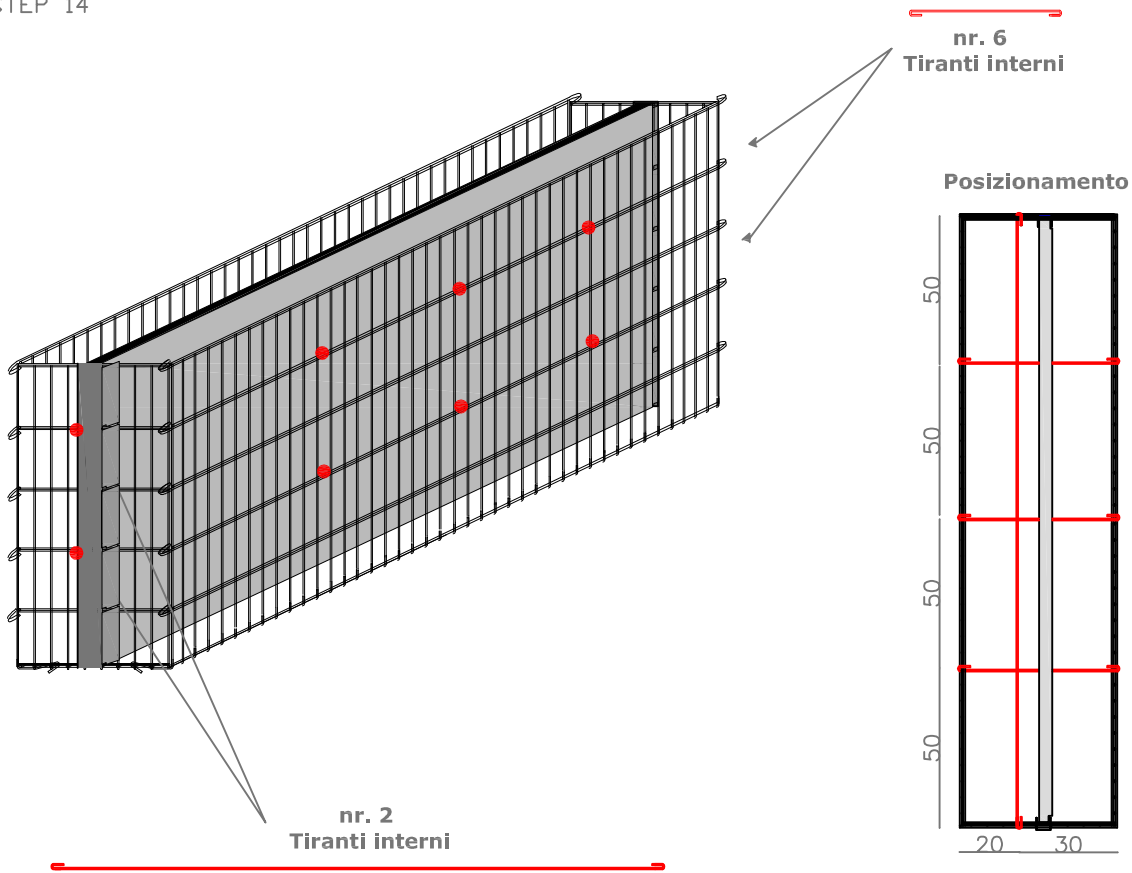 STEP 14
nr. 6
Tiranti interni
Posizionamento
50
50
50
50
20
30
nr. 2
Tiranti interni